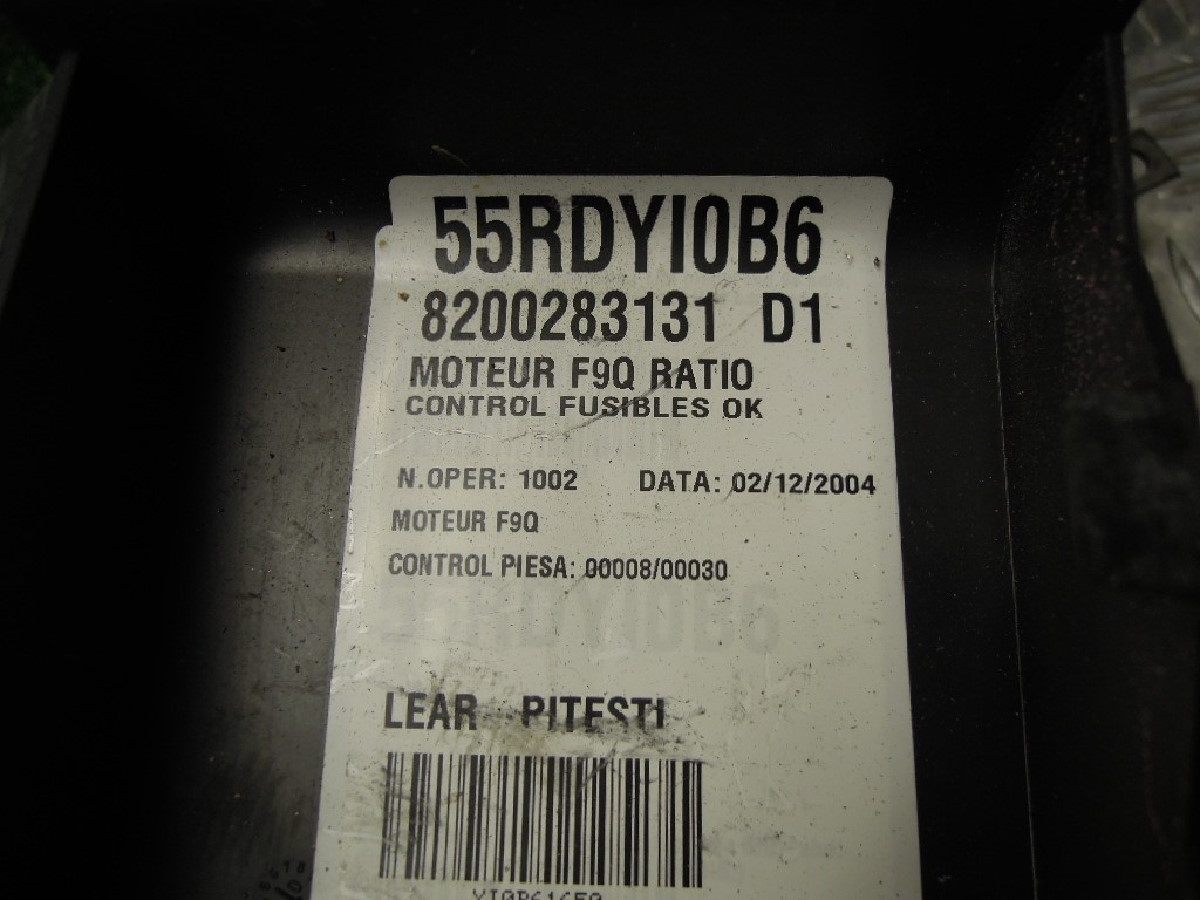 55RDYI0B6
8200283131 D1
MOTEUR F9Q RATIO
CONTROL FUSIBLES OK
N.OPER: 1002 DATA: 02/12/2004
MOTEUR F9Q
CONTROL PIESA: 00008/00030
55RDYI0B6
LEAR PITESTI